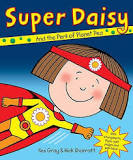 Super Daisy
And the Peril of Planet Pea
Kes Gray & Nick Sharratt